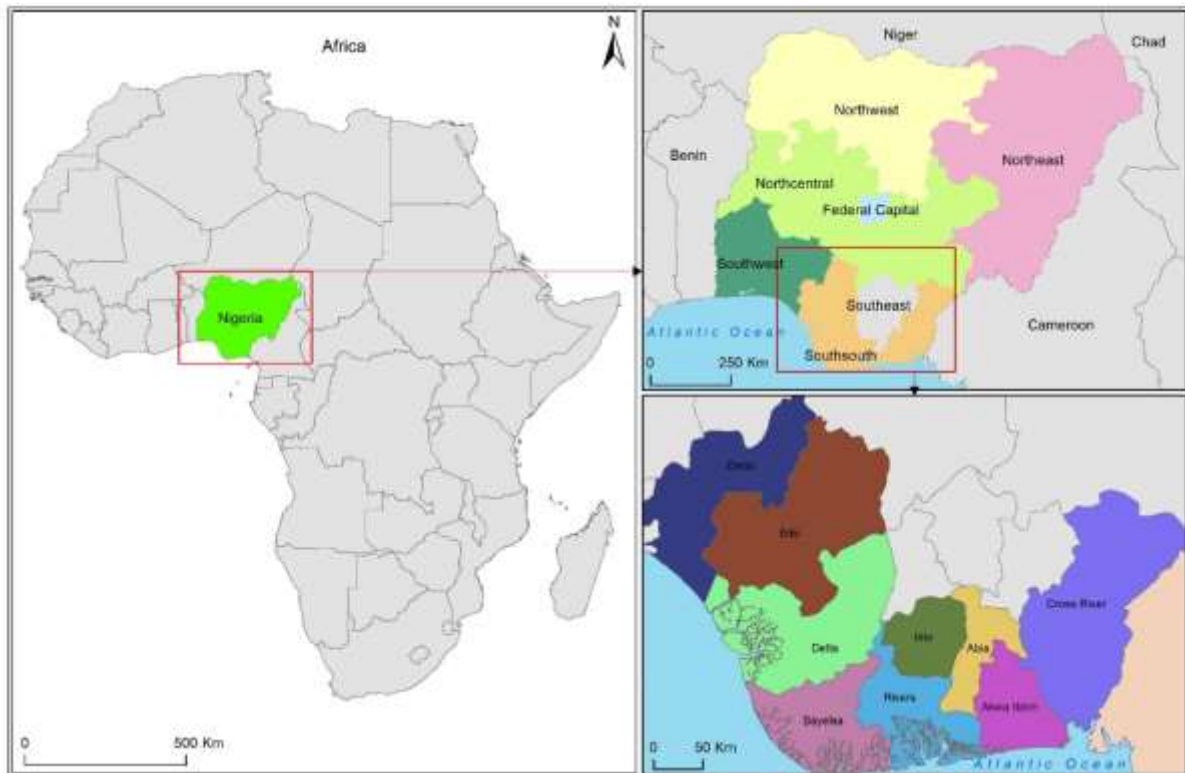 Africa
N
Nigeria
0 500 Km
Niger
Chad
Northwest
Benin
Northeast
Northcentral
Federal Capital
Southwest
Southeast
Atlantic Ocean
Cameroon
Southsouth
0 250 Km
Ondo
Edo
Cross River
Imo
Delta
Abia
Rivers
Akwa Ibom
Bayelsa
0 50 Km
Atlantic Ocean